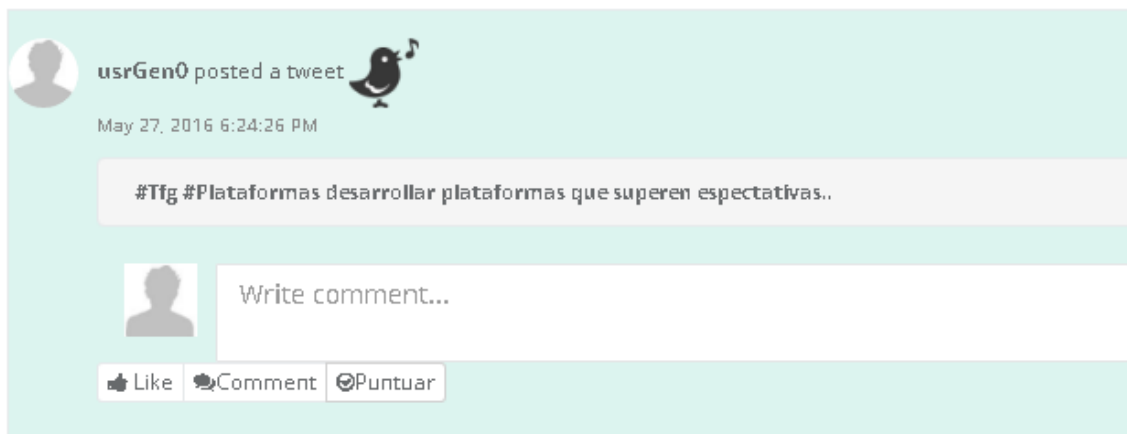 usrGen0 posted a tweet
May 27, 2016 6:24:26 PM
#Tfg #Plataformas desarrollar plataformas que superen espectativas..
Write comment...
Like Comment Puntuar